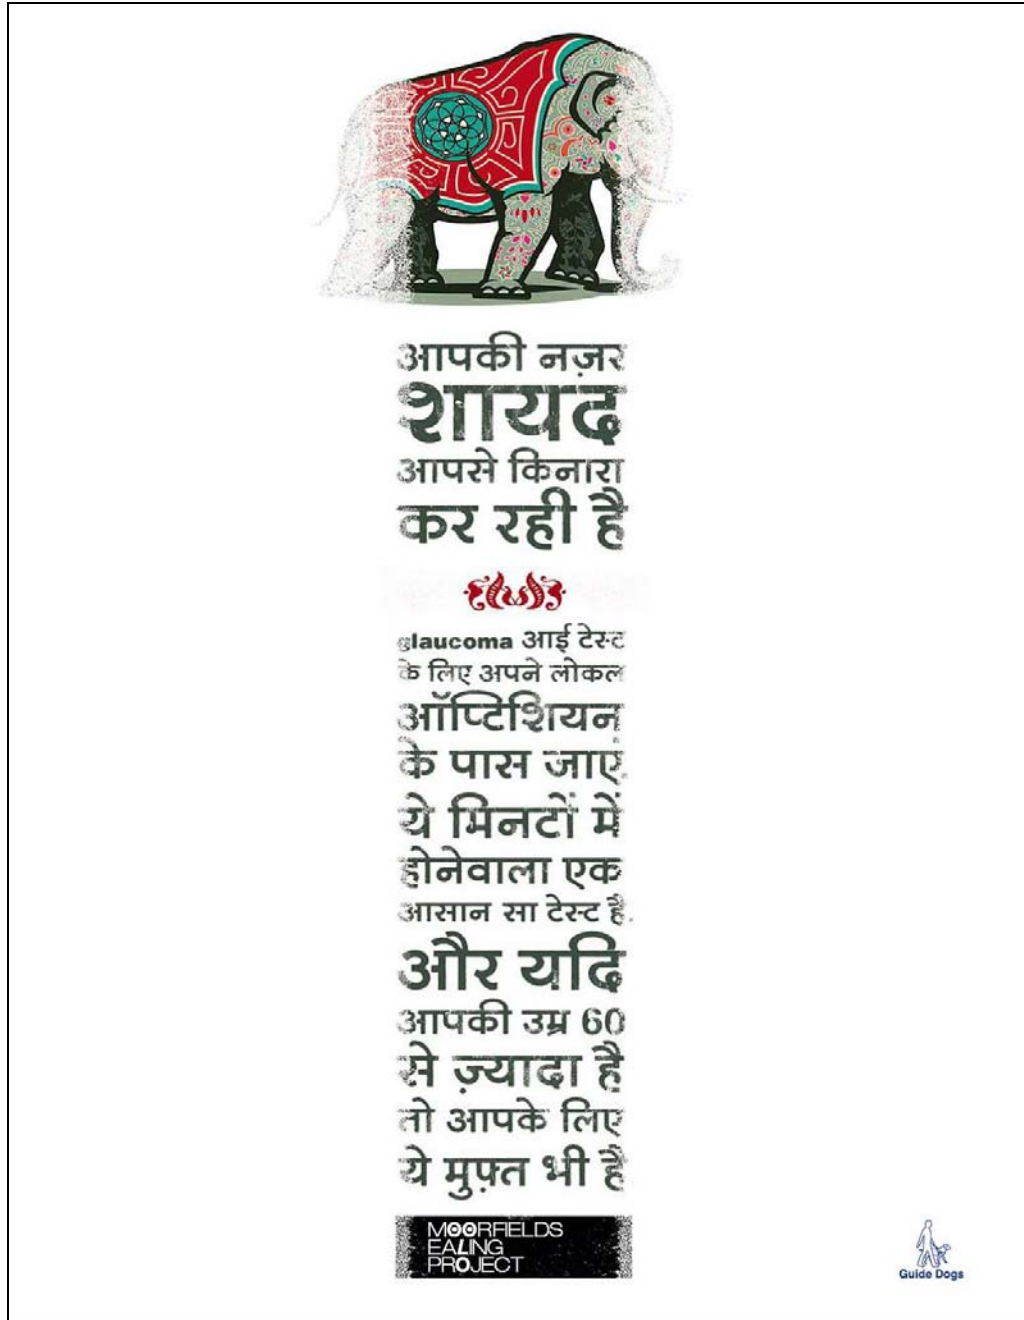 आपकी नज़र
शायद
आपसे किनारा
कर रही है
glaucoma आई टेस्ट
के लिए अपने लोकल
ऑप्टिशियन
के पास जाएं.
ये मिनटों में
होनेवाला एक
आसान सा टेस्ट है.
और यदि
आपकी उम्र 60
से ज़्यादा है
तो आपके लिए
ये मुफ़्त भी है
MOORFIELDS
EALING
PROJECT
Guide Dogs